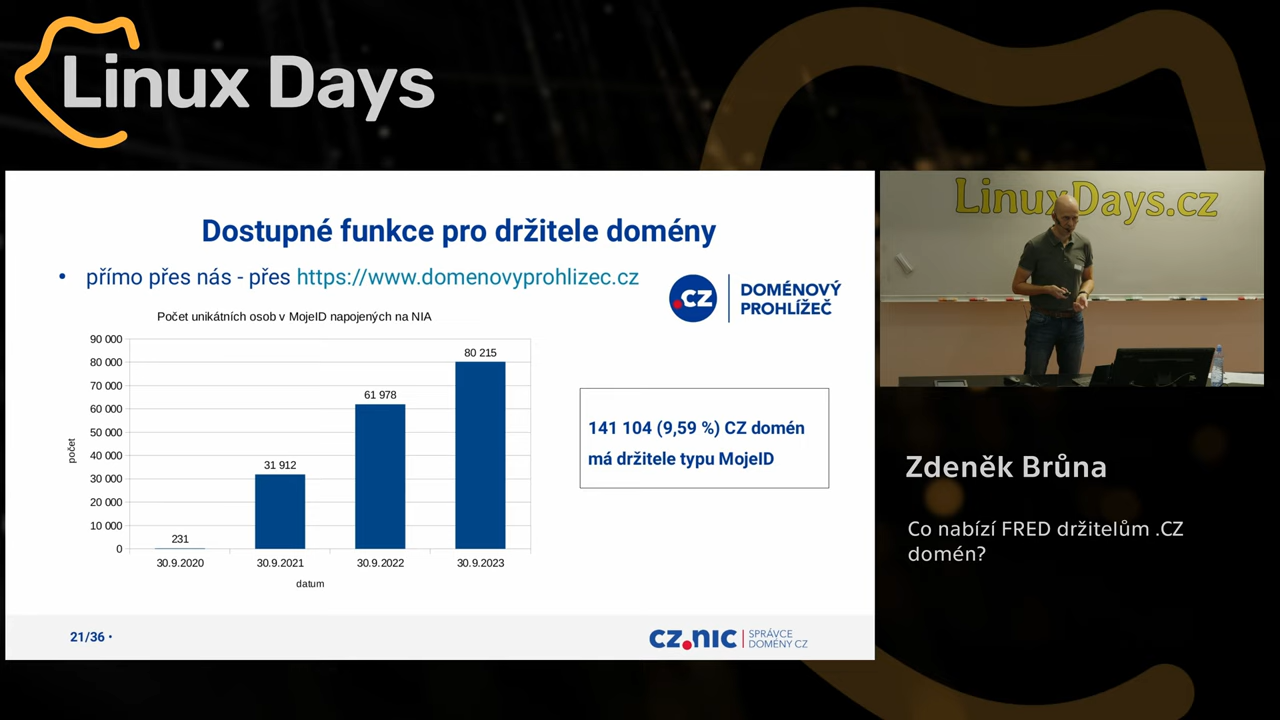 Linux Days
Dostupné funkce pro držitele domény
• přímo přes nás - přes https://www.domenovyprohlizec.cz
.CZ
DOMÉNOVÝ
PROHLÍŽEČ
Počet unikátních osob v MojeID napojených na NIA
90 000
80 000
70 000
60 000
50 000
40 000
30 000
20 000
10 000
0
počet
231
31 912
61 978
80 215
30.9.2020
30.9.2021
30.9.2022
30.9.2023
datum
141 104 (9,59 %) CZ domén
má držitele typu MojeID
21/36 •
CZ.NIC
SPRÁVCE
DOMÉNY CZ
LinuxDays.cz
Zdeněk Brůna
Co nabízí FRED držitelům .CZ
domén?